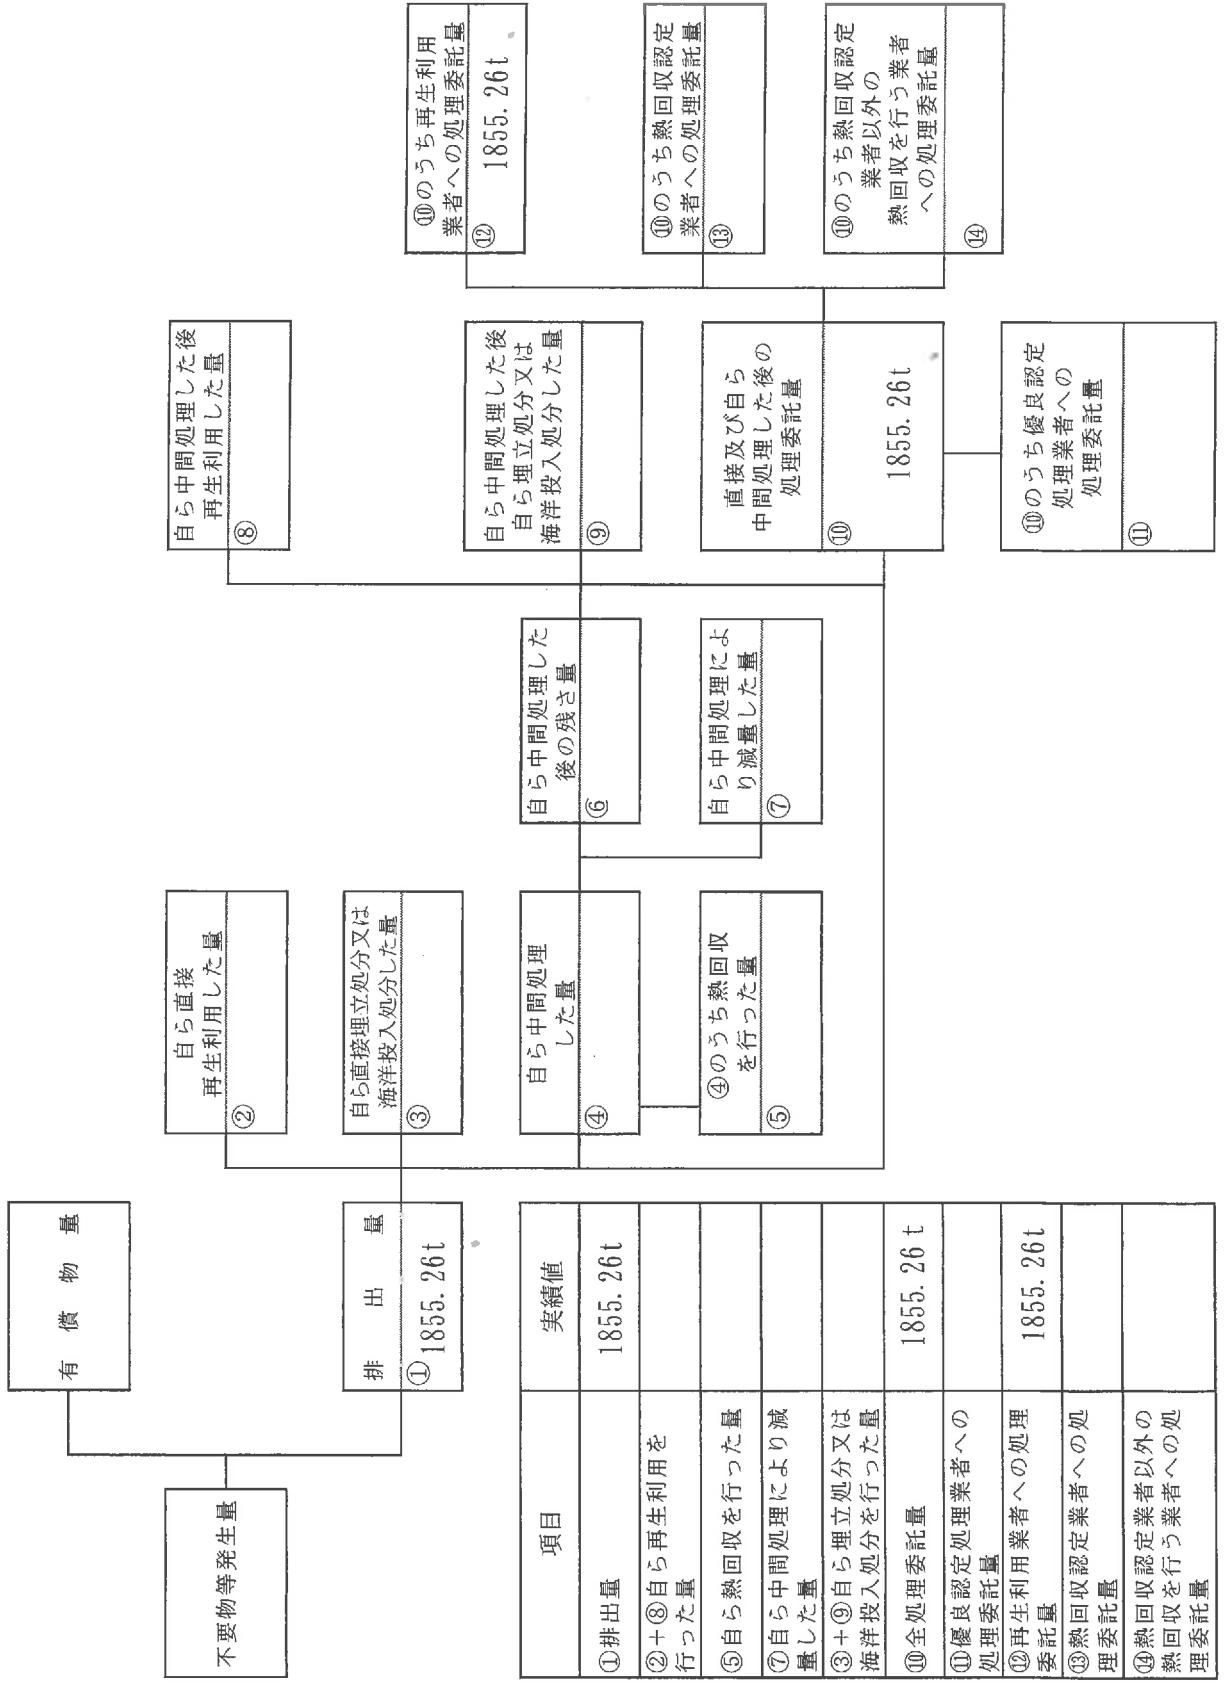 不要物等発生量
有償物量
排出量
①1855.26t
自ら直接
再生利用した量
②
自ら直接埋立処分又は
海洋投入処分した量
③
自ら中間処理
した量
④
④のうち熱回収
を行った量
⑤
自ら中間処理した
後の残さ量
⑥
自ら中間処理によ
り減量した量
⑦
自ら中間処理した後
再生利用した量
⑧
自ら中間処理した後
自ら埋立処分又は
海洋投入処分した量
⑨
直接及び自ら
中間処理した後の
処理委託量
⑩
1855.26t
⑩のうち優良認定
処理業者への
処理委託量
⑪
⑩のうち再生利用
業者への処理委託量
⑫
1855.26t
⑩のうち熱回収認定
業者への処理委託量
⑬
⑩のうち熱回収認定
業者以外の
熱回収を行う業者
への処理委託量
⑭
項目 実績値
①排出量 1855.26t
②+⑧自ら再生利用を
行った量
⑤自ら熱回収を行った量
⑦自ら中間処理により減
量した量
③+⑨自ら埋立処分又は
海洋投入処分を行った量
⑩全処理委託量 1855.26t
⑪優良認定処理業者への
処理委託量
⑫再生利用業者への処理
委託量 1855.26t
⑬熱回収認定業者への処
理委託量
⑭熱回収認定業者以外の
熱回収を行う業者への処
理委託量